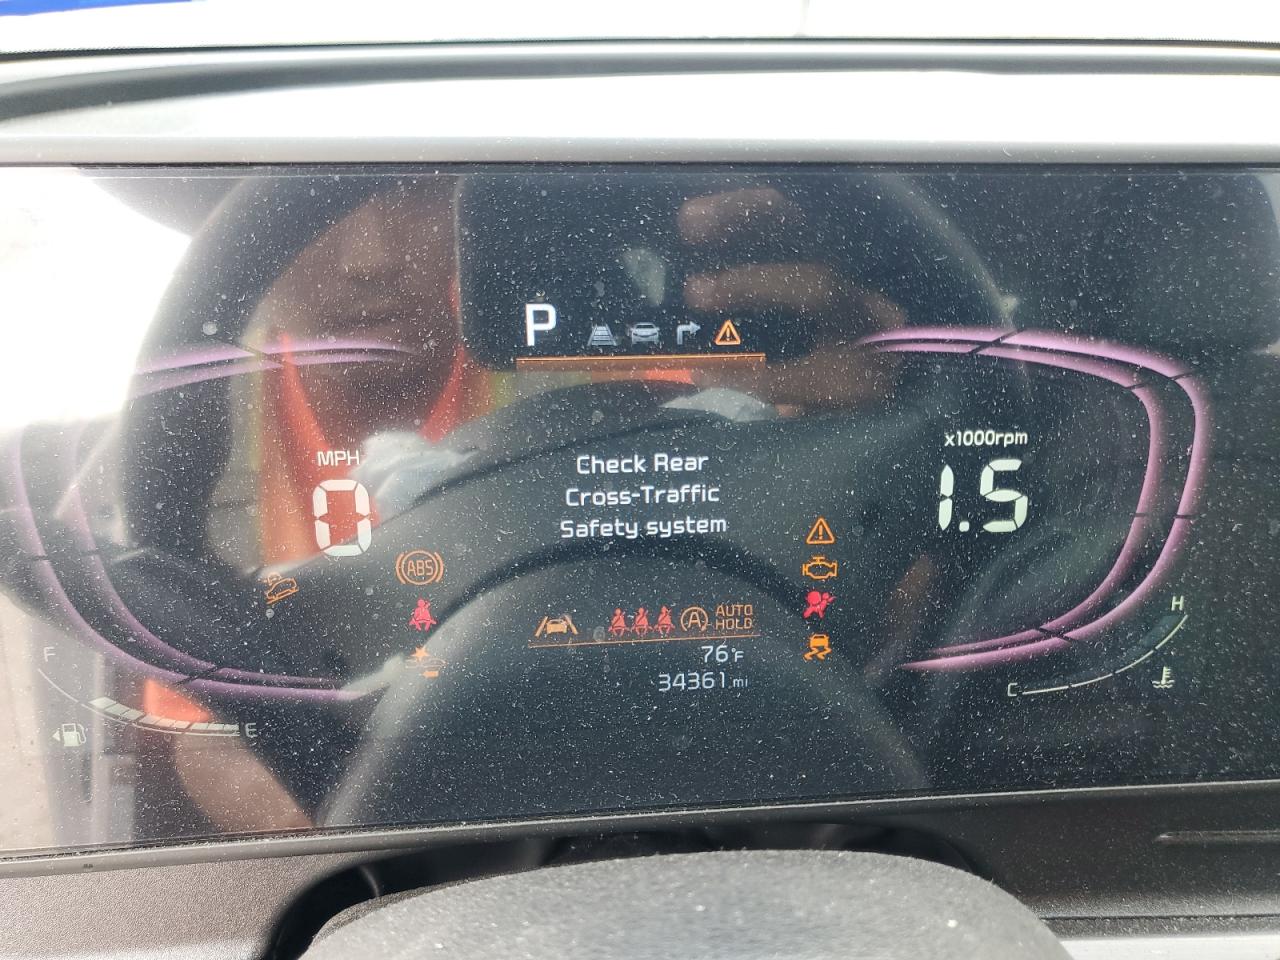 P
MPH
0
Check Rear
Cross-Traffic
Safety system
x1000rpm
1.5
ABS
A
AUTO
HOLD
76°F
34361 mi
F
E
H
C